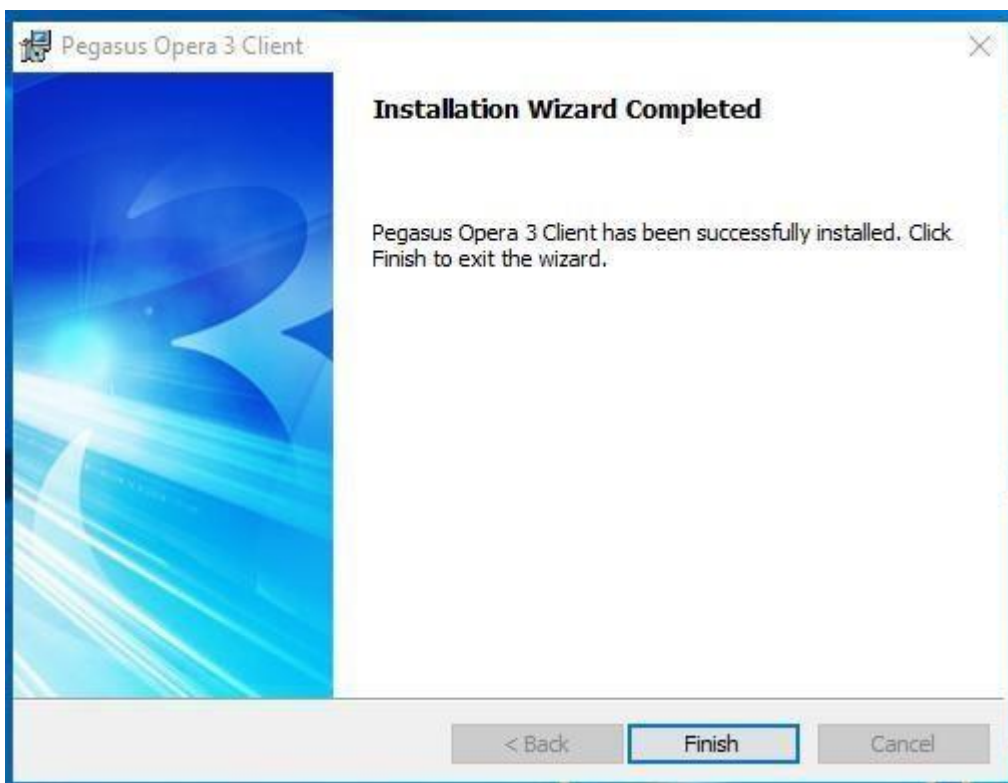 Pegasus Opera 3 Client
Installation Wizard Completed
Pegasus Opera 3 Client has been successfully installed. Click
Finish to exit the wizard.
< Back
Finish
Cancel